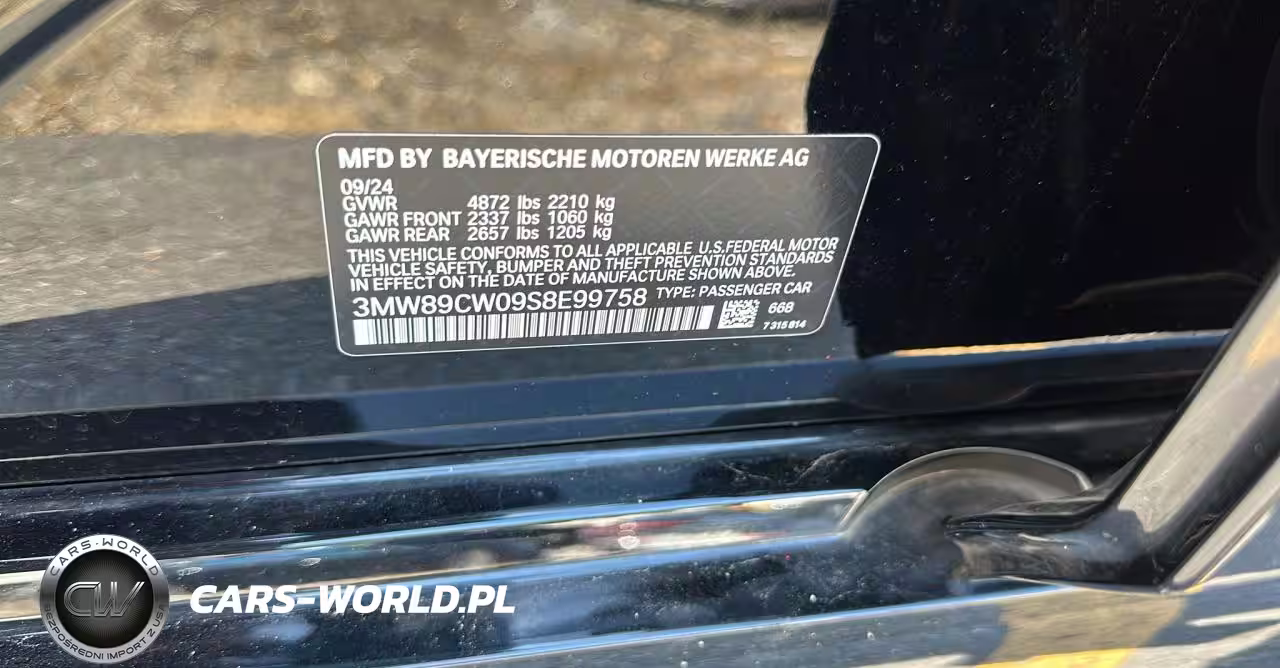 MFD BY BAYERISCHE MOTOREN WERKE AG
09/24
GVWR 4872 lbs 2210 kg
GAWR FRONT 2337 lbs 1060 kg
GAWR REAR 2657 lbs 1205 kg
THIS VEHICLE CONFORMS TO ALL APPLICABLE U.S.FEDERAL MOTOR
VEHICLE SAFETY, BUMPER AND THEFT PREVENTION STANDARDS
IN EFFECT ON THE DATE OF MANUFACTURE SHOWN ABOVE.
3MW89CW09S8E99758 TYPE: PASSENGER CAR
668
7315814
CARS-WORLD
CW
BEZPOŚREDNI IMPORT Z USA
CARS-WORLD.PL